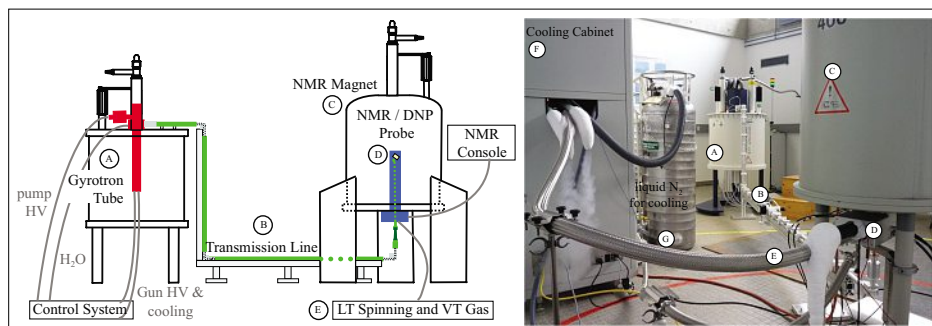 NMR Magnet
C
NMR / DNP
Probe
D
NMR
Console
A
Gyrotron
Tube
pump
HV
B
Transmission Line
H₂O
Control System
Gun HV &
cooling
E
LT Spinning and VT Gas
Cooling Cabinet
F
400
C
A
liquid N₂
for cooling
B
D
G
E